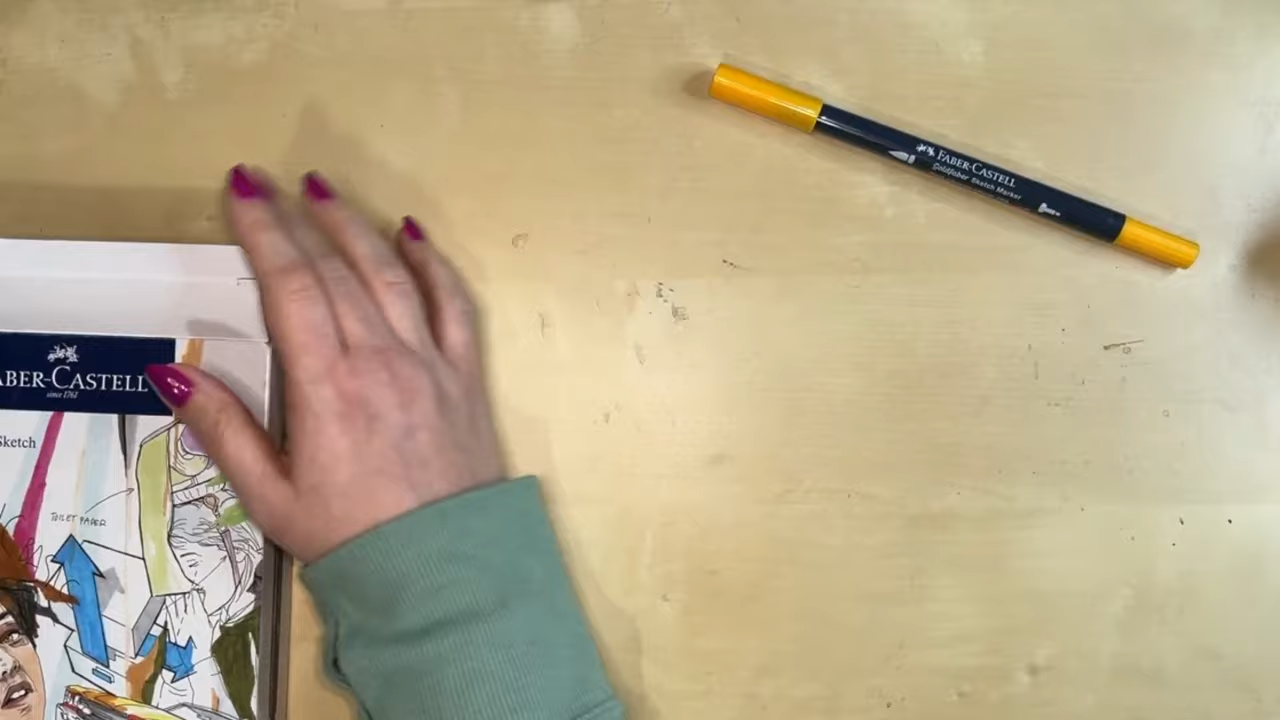 FABER-CASTELL
Goldfaber Sketch Marker
ABER-CASTELL
since 1761
Sketch
TOILET PAPER